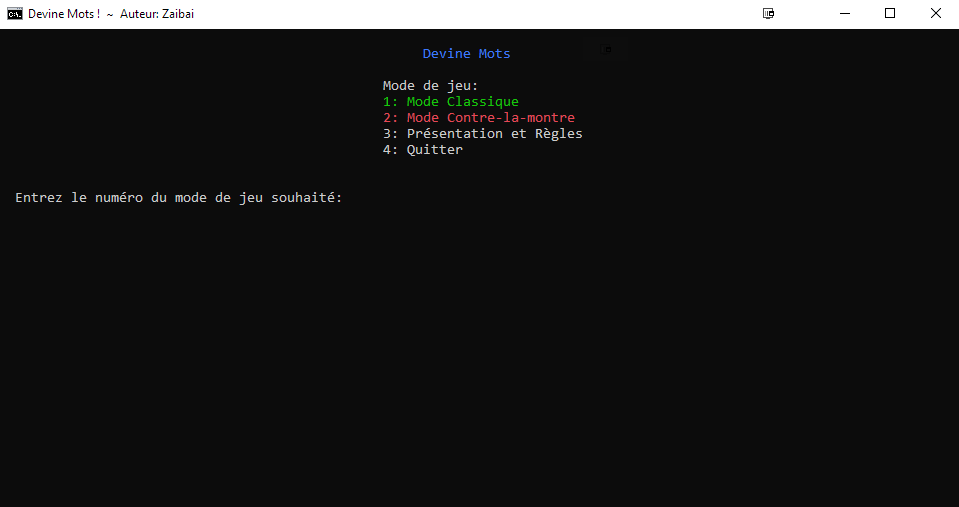 Devine Mots ! ~ Auteur: Zaibai
Devine Mots
Mode de jeu:
1: Mode Classique
2: Mode Contre-la-montre
3: Présentation et Règles
4: Quitter
Entrez le numéro du mode de jeu souhaité: